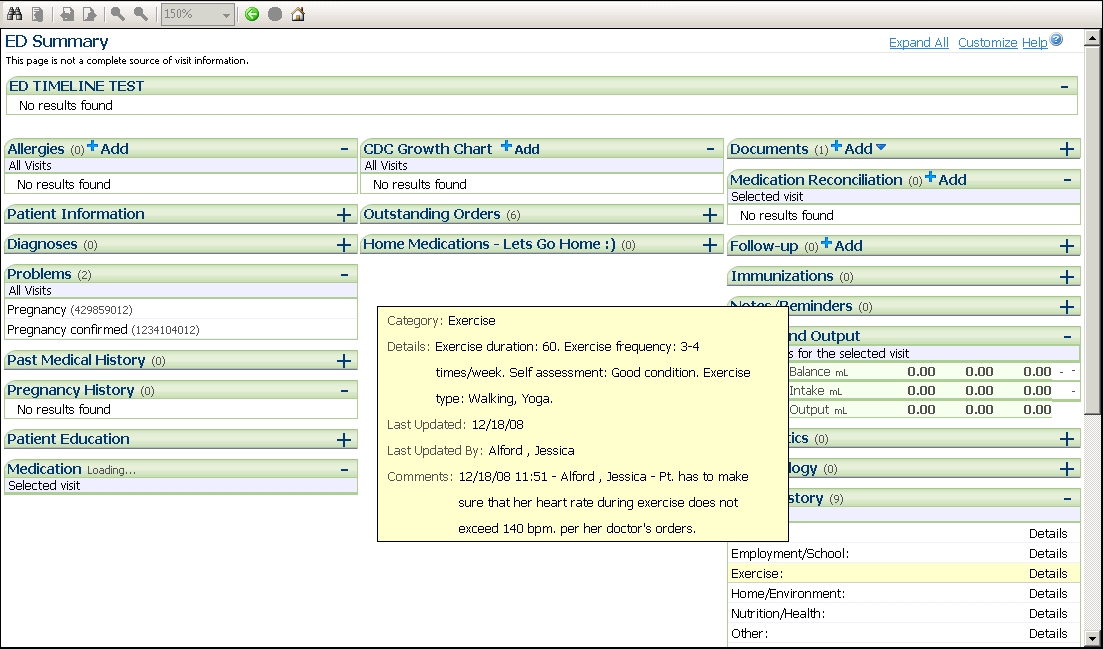 150%
ED Summary
Expand All Customize Help
This page is not a complete source of visit information.
ED TIMELINE TEST
No results found
Allergies (0) Add
All Visits
No results found
Patient Information
Diagnoses (0)
Problems (2)
All Visits
Pregnancy (429859012)
Pregnancy confirmed (1234104012)
Past Medical History (0)
Pregnancy History (0)
No results found
Patient Education
Medication Loading...
Selected visit
CDC Growth Chart Add
All Visits
No results found
Outstanding Orders (6)
Home Medications - Lets Go Home :) (0)
Category: Exercise
Details: Exercise duration: 60. Exercise frequency: 3-4
times/week. Self assessment: Good condition. Exercise
type: Walking, Yoga.
Last Updated: 12/18/08
Last Updated By: Alford , Jessica
Comments: 12/18/08 11:51 - Alford , Jessica - Pt. has to make
sure that her heart rate during exercise does not
exceed 140 bpm. per her doctor's orders.
Documents (1) Add
Medication Reconciliation (0) Add
Selected visit
No results found
Follow-up (0) Add
Immunizations (0)
Notes/Reminders (0)
nd Output
s for the selected visit
Balance mL 0.00 0.00 0.00 - -
Intake mL 0.00 0.00 0.00 -
Output mL 0.00 0.00 0.00
tics (0)
logy (0)
story (9)
Details
Employment/School: Details
Exercise: Details
Home/Environment: Details
Nutrition/Health: Details
Other: Details